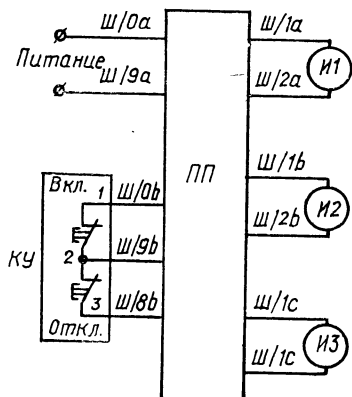 Ш/0а Ш/1а
Питание
Ш/9а Ш/2а
И1
Вкл. 1 Ш/0b ПП Ш/1b
И2
КУ 2 Ш/9b Ш/2b
3 Ш/8b Ш/1с
Откл. И3
Ш/1с